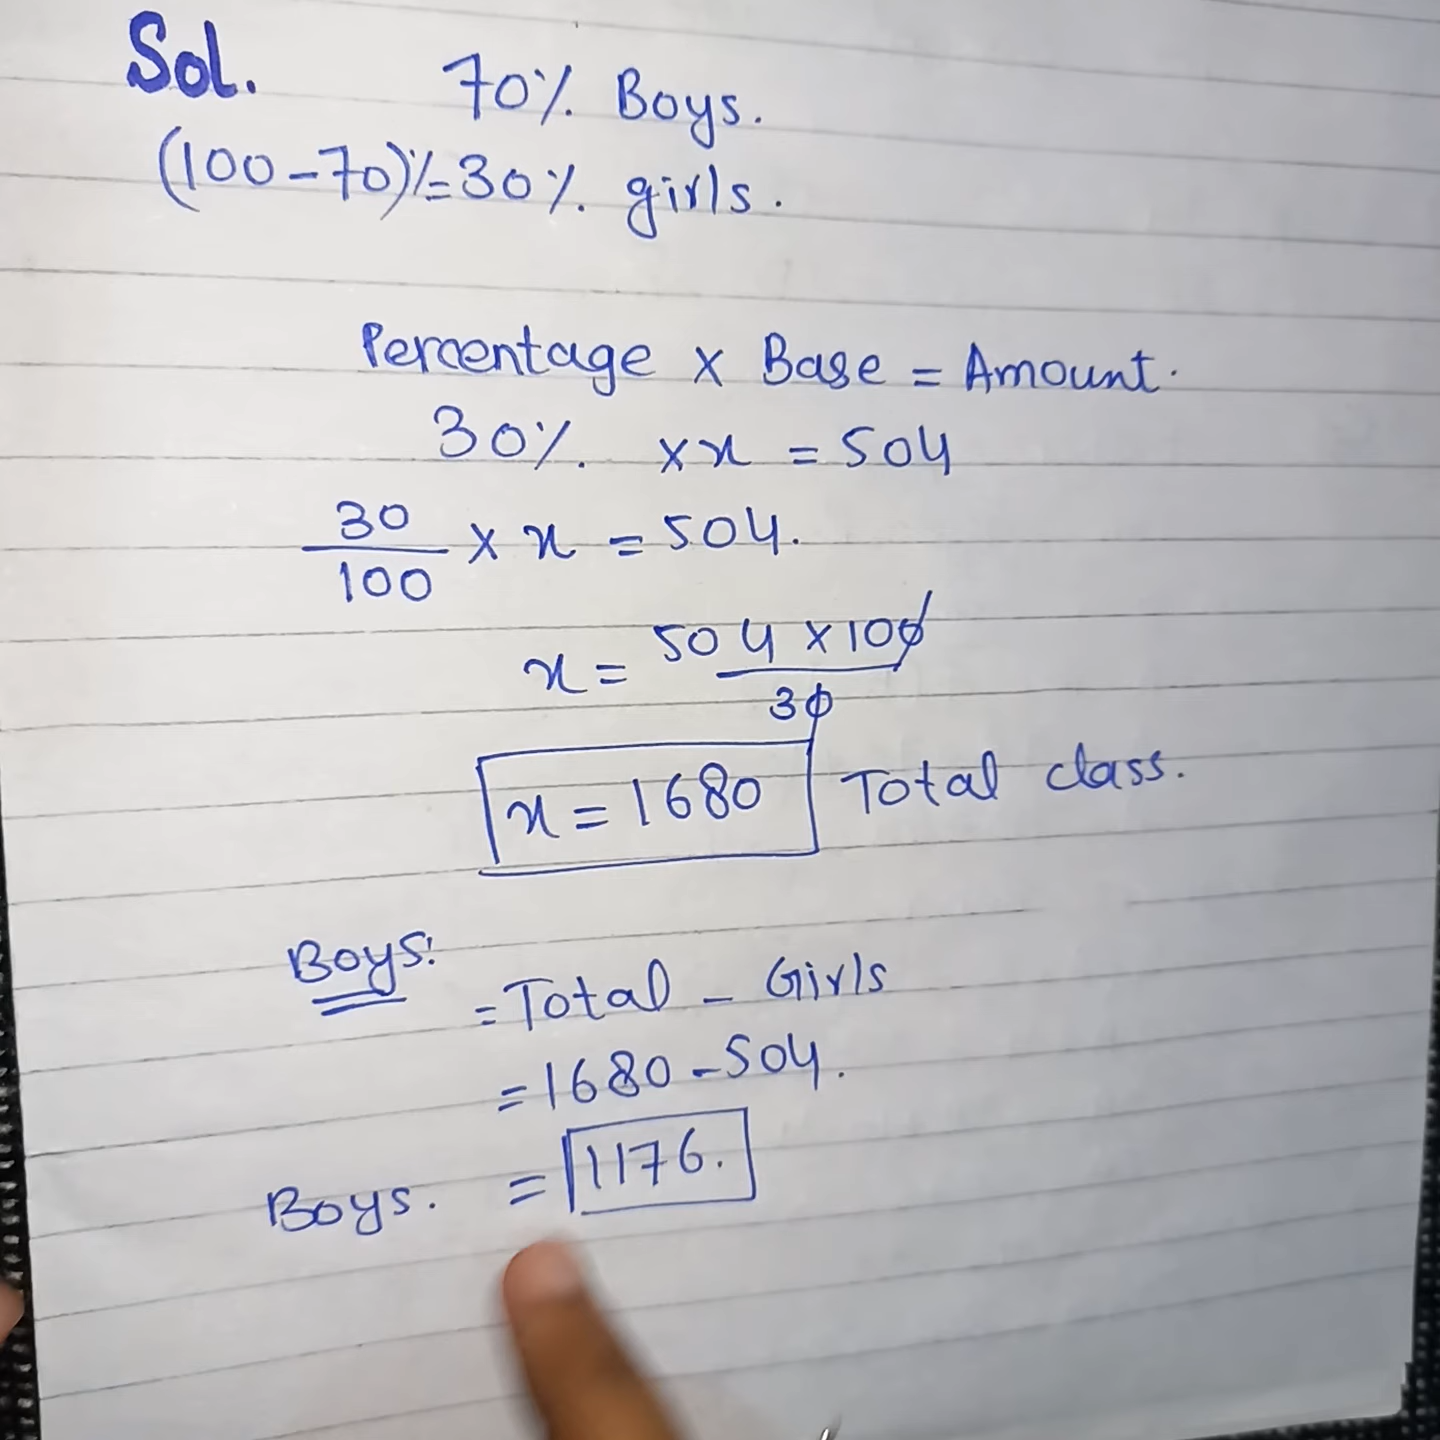 Sol. 70% Boys.
(100-70)%=30% girls.
Percentage × Base = Amount.
30% × x = 504
30/100 × x = 504.
x = 504×100/30
x = 1680 Total class.
Boys:
= Total - Girls
= 1680 - 504.
Boys. = 1176.